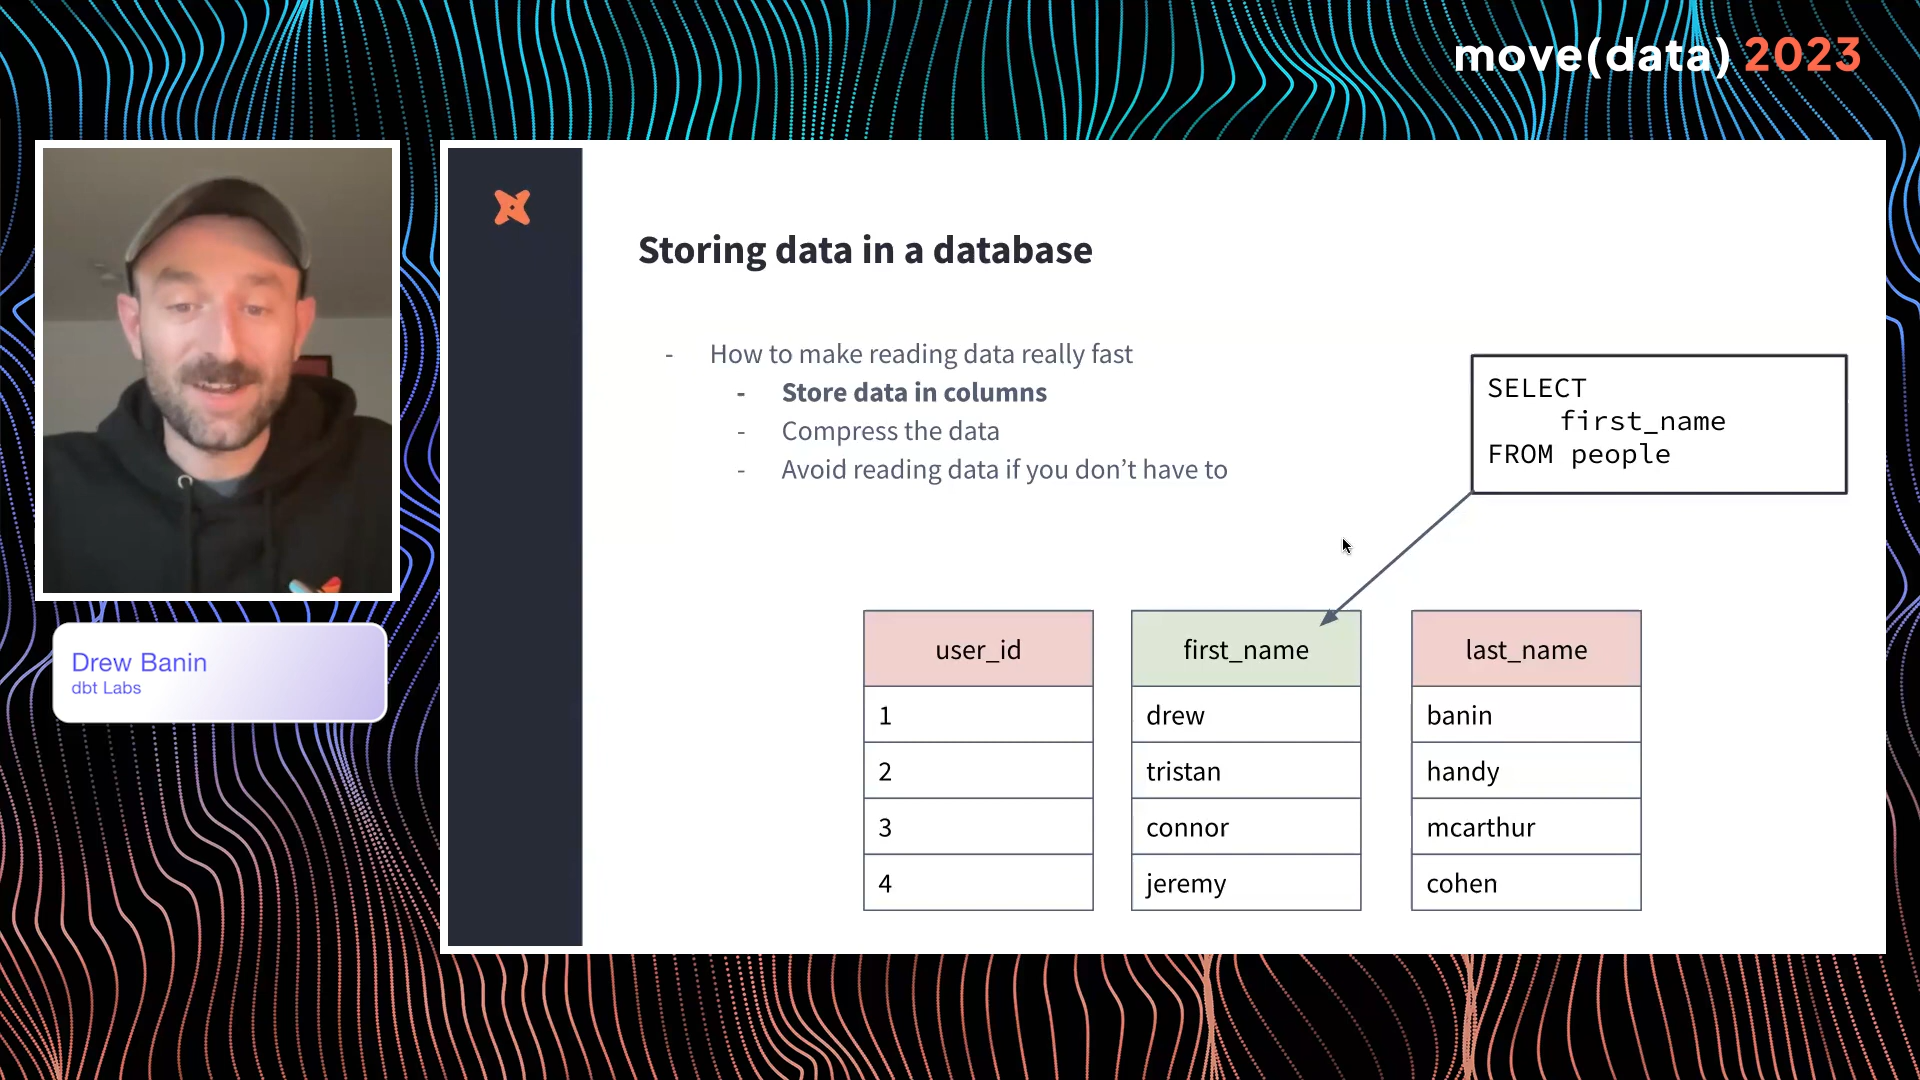 move(data) 2023
Storing data in a database
- How to make reading data really fast
- Store data in columns
- Compress the data
- Avoid reading data if you don’t have to
SELECT
first_name
FROM people
user_id first_name last_name
1 drew banin
2 tristan handy
3 connor mcarthur
4 jeremy cohen
Drew Banin
dbt Labs